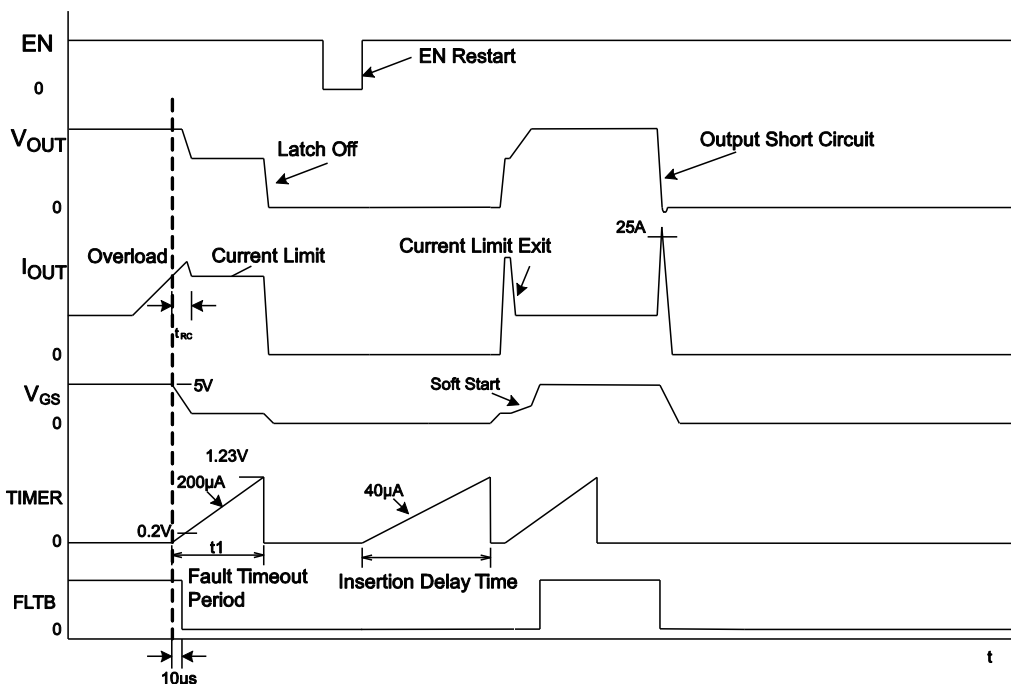 EN
EN Restart
0
VOUT
Latch Off
Output Short Circuit
0
25A
Overload
Current Limit
Current Limit Exit
IOUT
tRC
0
5V
Soft Start
VGS
0
1.23V
200µA
40µA
TIMER
0.2V
0
t1
Fault Timeout
Period
Insertion Delay Time
FLTB
0
t
10µs